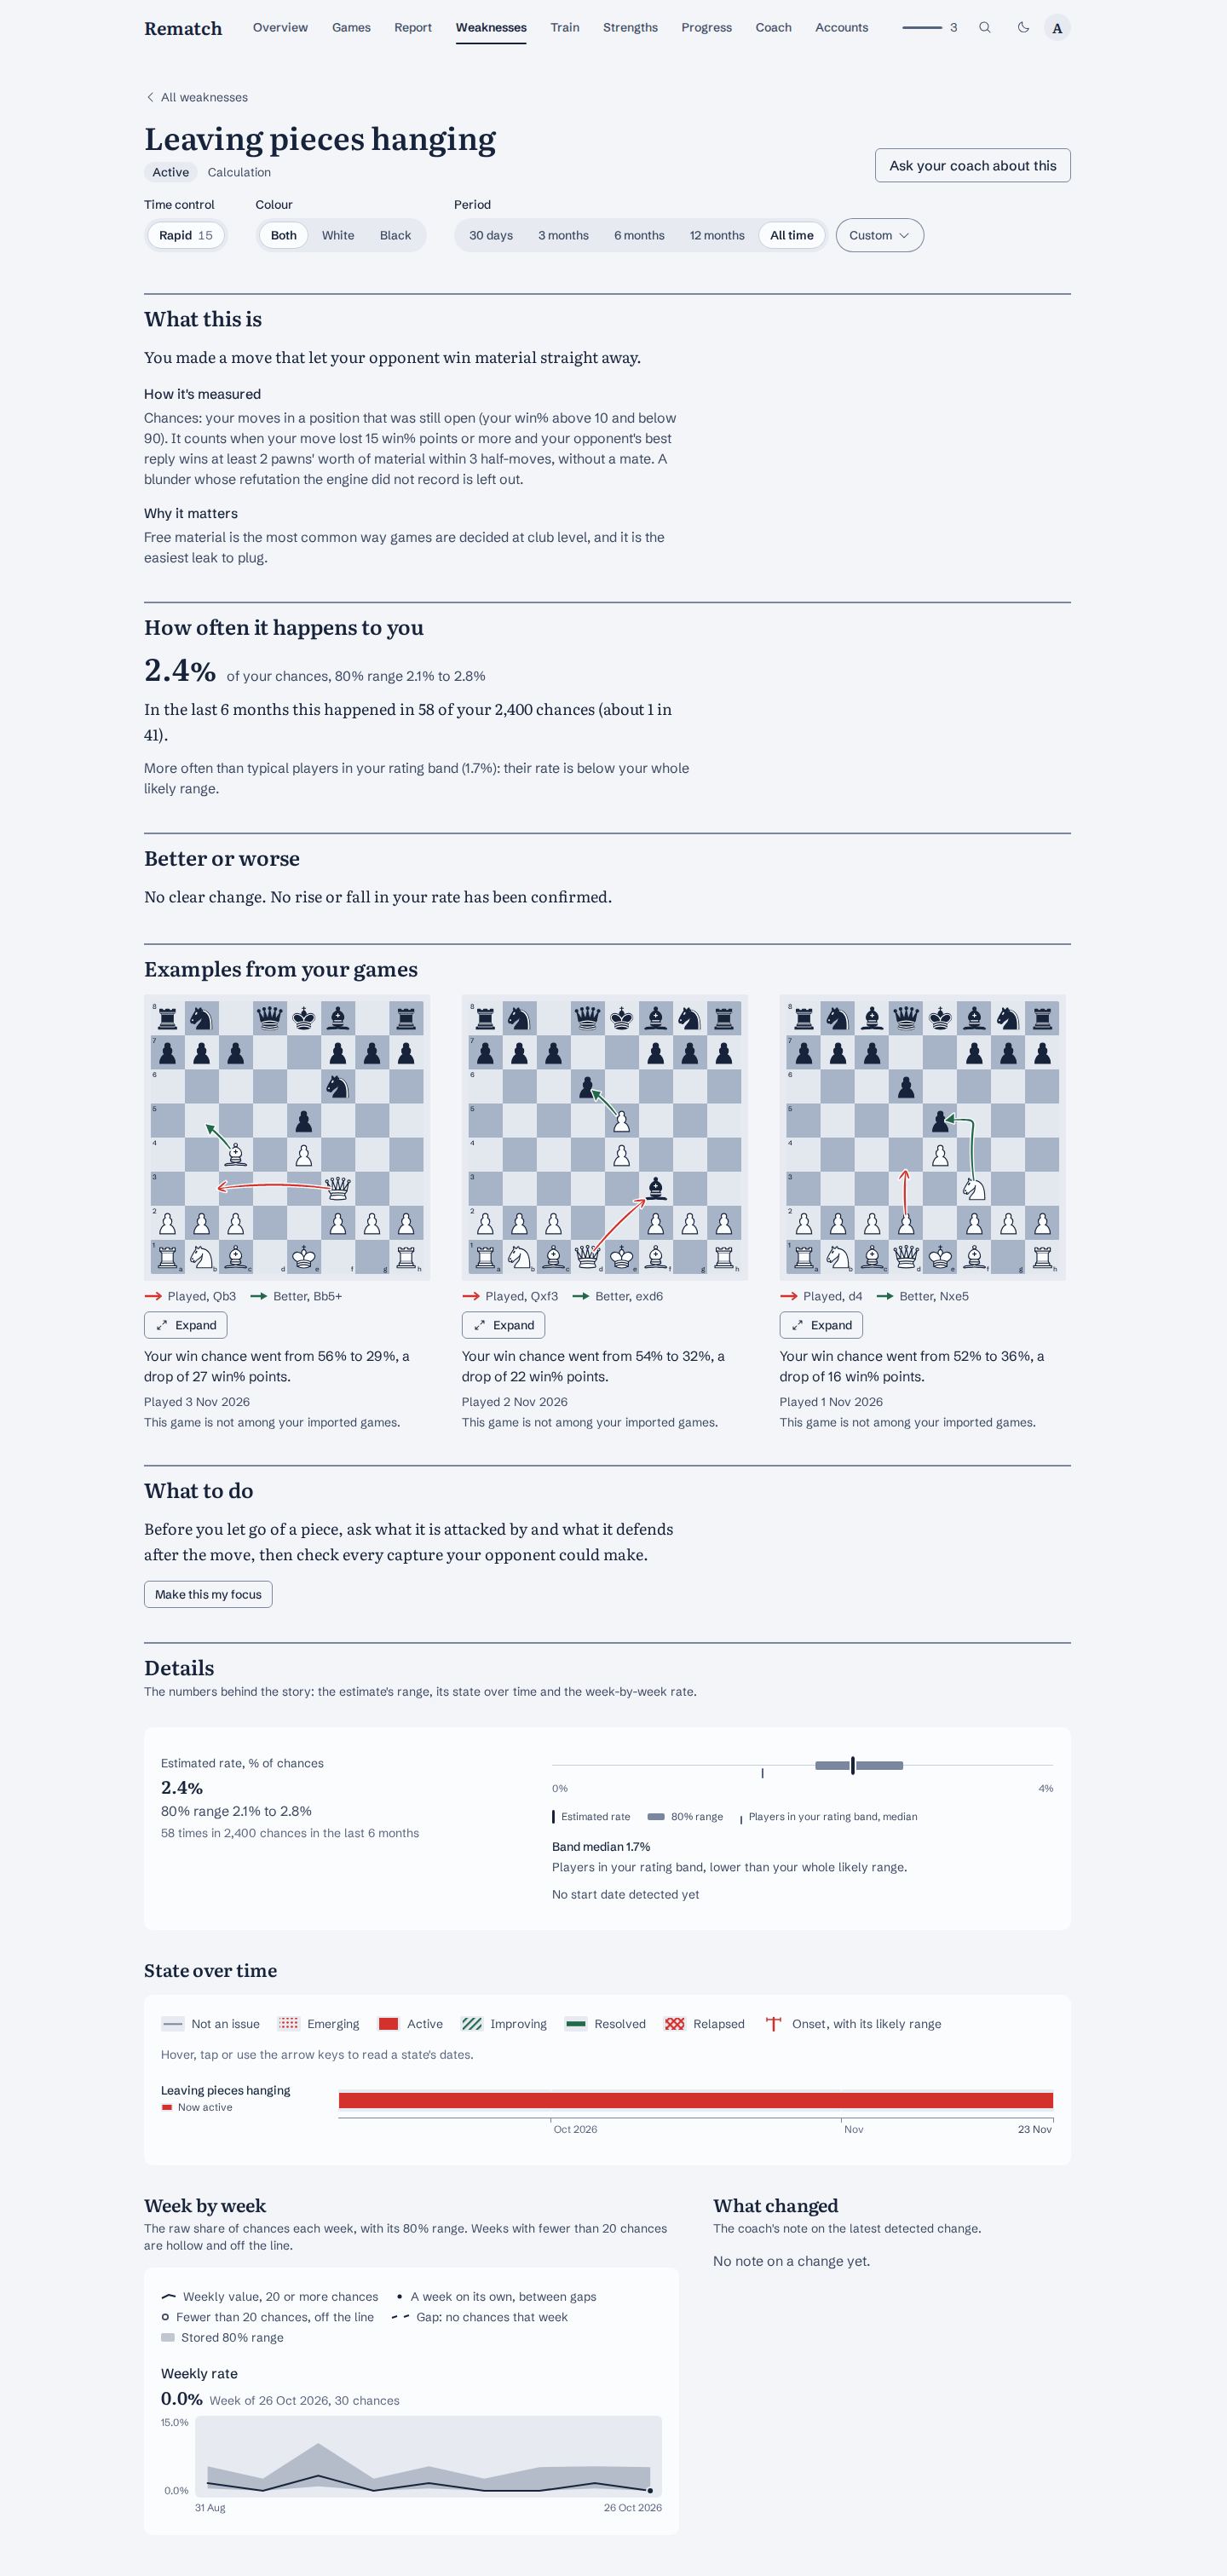 Rematch Overview Games Report Weaknesses Train Strengths Progress Coach Accounts 3 A
All weaknesses
Leaving pieces hanging
Active Calculation
Ask your coach about this
Time control Colour Period
Rapid 15 Both White Black 30 days 3 months 6 months 12 months All time Custom
What this is
You made a move that let your opponent win material straight away.
How it's measured
Chances: your moves in a position that was still open (your win% above 10 and below
90). It counts when your move lost 15 win% points or more and your opponent's best
reply wins at least 2 pawns' worth of material within 3 half-moves, without a mate. A
blunder whose refutation the engine did not record is left out.
Why it matters
Free material is the most common way games are decided at club level, and it is the
easiest leak to plug.
How often it happens to you
2.4% of your chances, 80% range 2.1% to 2.8%
In the last 6 months this happened in 58 of your 2,400 chances (about 1 in
41).
More often than typical players in your rating band (1.7%): their rate is below your whole
likely range.
Better or worse
No clear change. No rise or fall in your rate has been confirmed.
Examples from your games
8
7
6
5
4
3
2
1
a b c d e f g h
Played, Qb3 Better, Bb5+
Expand
Your win chance went from 56% to 29%, a
drop of 27 win% points.
Played 3 Nov 2026
This game is not among your imported games.
8
7
6
5
4
3
2
1
a b c d e f g h
Played, Qxf3 Better, exd6
Expand
Your win chance went from 54% to 32%, a
drop of 22 win% points.
Played 2 Nov 2026
This game is not among your imported games.
8
7
6
5
4
3
2
1
a b c d e f g h
Played, d4 Better, Nxe5
Expand
Your win chance went from 52% to 36%, a
drop of 16 win% points.
Played 1 Nov 2026
This game is not among your imported games.
What to do
Before you let go of a piece, ask what it is attacked by and what it defends
after the move, then check every capture your opponent could make.
Make this my focus
Details
The numbers behind the story: the estimate's range, its state over time and the week-by-week rate.
Estimated rate, % of chances
2.4%
80% range 2.1% to 2.8%
58 times in 2,400 chances in the last 6 months
0% 4%
Estimated rate 80% range Players in your rating band, median
Band median 1.7%
Players in your rating band, lower than your whole likely range.
No start date detected yet
State over time
Not an issue Emerging Active Improving Resolved Relapsed Onset, with its likely range
Hover, tap or use the arrow keys to read a state's dates.
Leaving pieces hanging
Now active
Oct 2026 Nov 23 Nov
Week by week
The raw share of chances each week, with its 80% range. Weeks with fewer than 20 chances
are hollow and off the line.
Weekly value, 20 or more chances A week on its own, between gaps
Fewer than 20 chances, off the line Gap: no chances that week
Stored 80% range
Weekly rate
0.0% Week of 26 Oct 2026, 30 chances
15.0%
0.0%
31 Aug 26 Oct 2026
What changed
The coach's note on the latest detected change.
No note on a change yet.